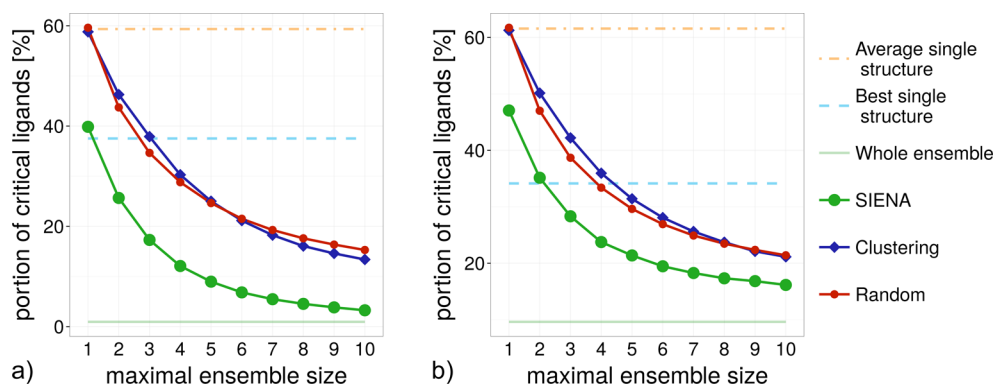 portion of critical ligands [%]
60
40
20
0
1 2 3 4 5 6 7 8 9 10
a)
maximal ensemble size
portion of critical ligands [%]
60
40
20
1 2 3 4 5 6 7 8 9 10
b)
maximal ensemble size
Average single
structure
Best single
structure
Whole ensemble
SIENA
Clustering
Random